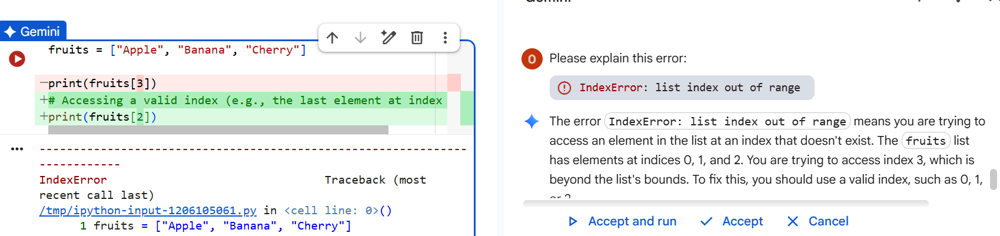 Gemini
fruits = ["Apple", "Banana", "Cherry"]
−print(fruits[3])
+# Accessing a valid index (e.g., the last element at index
+print(fruits[2])
-------------------------------------------------------------------
------------
IndexError                                Traceback (most
recent call last)
/tmp/ipython-input-1206105061.py in <cell line: 0>()
      1 fruits = ["Apple", "Banana", "Cherry"]
Gemini
O Please explain this error:
IndexError: list index out of range
The error IndexError: list index out of range means you are trying to
access an element in the list at an index that doesn't exist. The fruits list
has elements at indices 0, 1, and 2. You are trying to access index 3, which is
beyond the list's bounds. To fix this, you should use a valid index, such as 0, 1,
or 2
Accept and run Accept Cancel